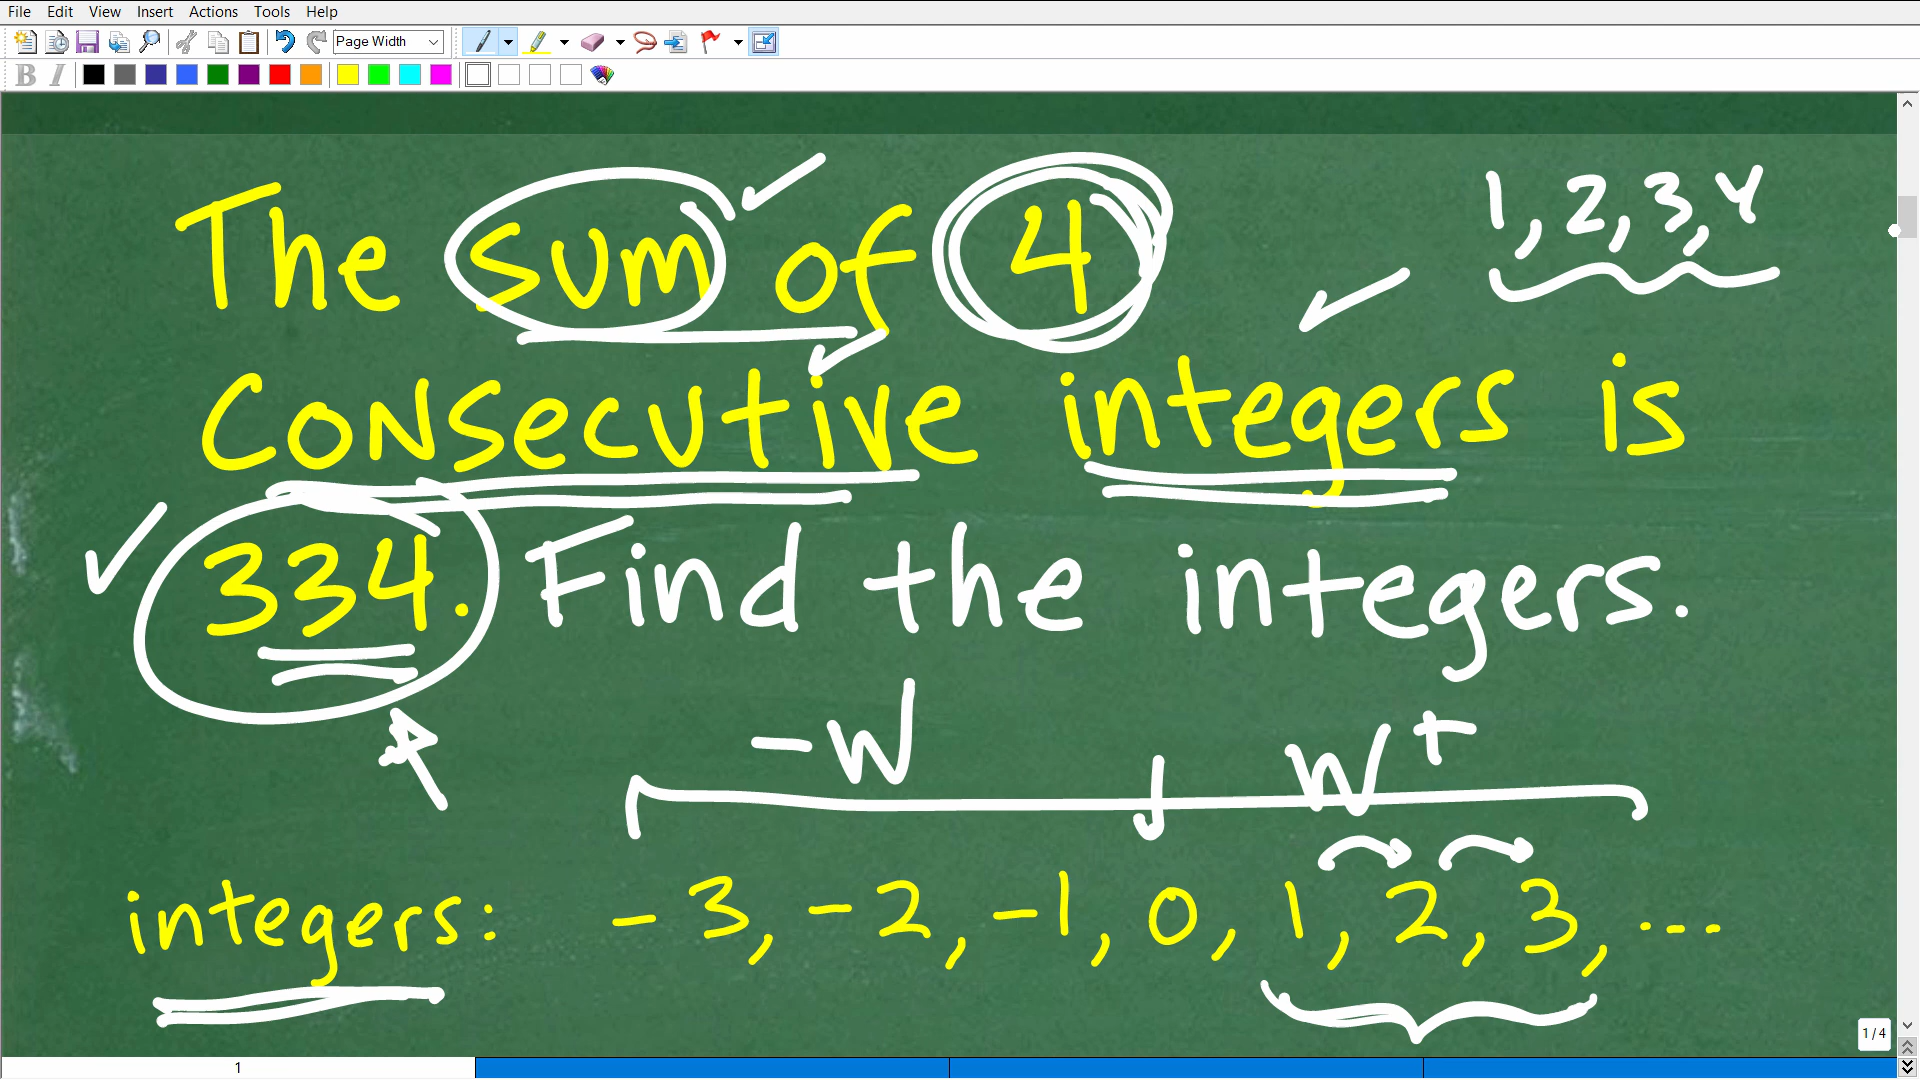 File Edit View Insert Actions Tools Help
Page Width
B I
The sum of 4
1, 2, 3, 4
Consecutive integers is
334. Find the integers.
-W W+
integers: -3, -2, -1, 0, 1, 2, 3, ...
1/4
1